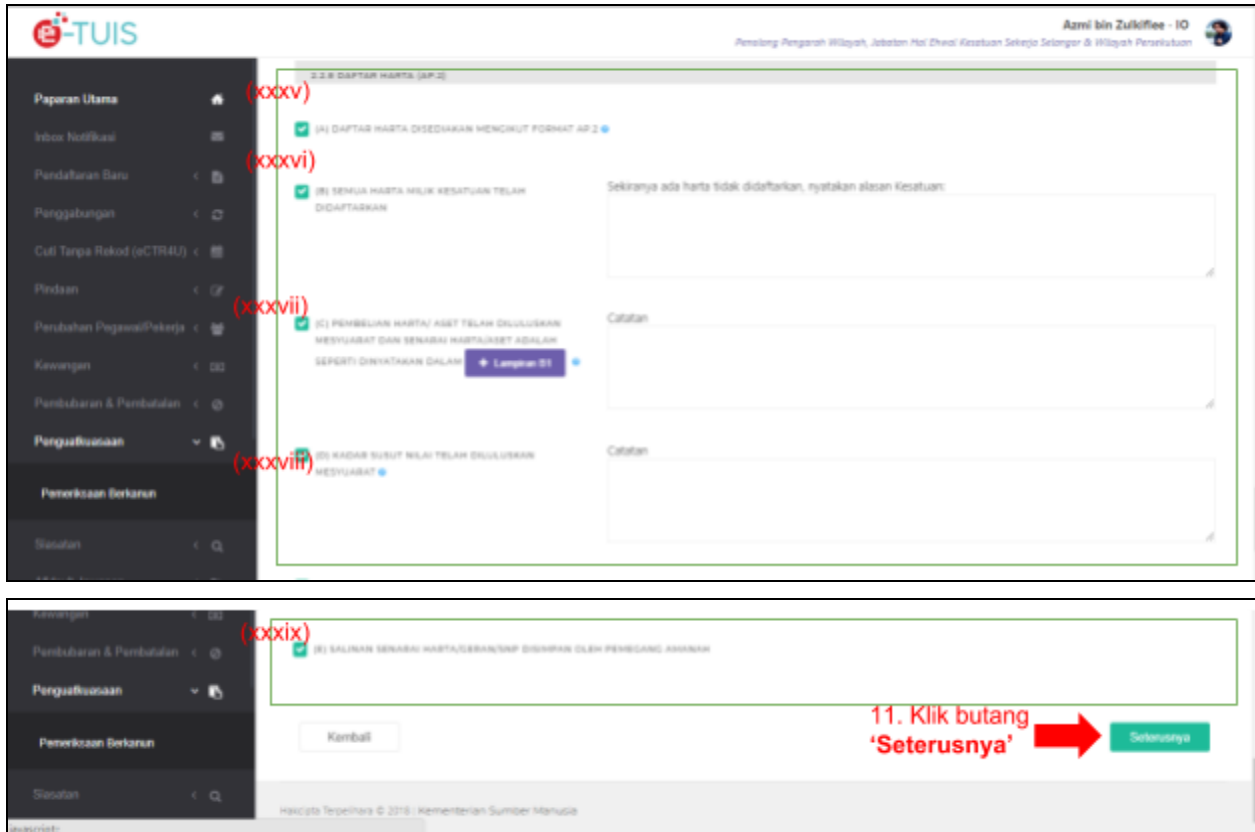 e-TUIS
Azmi bin Zulkiflee - IO
Penolong Pengarah Wilayah, Jabatan Hal Ehwal Kesatuan Sekerja Selangor & Wilayah Persekutuan
2.2.8 DAFTAR HARTA (AP.2)
Paparan Utama
(xxxv)
(A) DAFTAR HARTA DISEDIAKAN MENGIKUT FORMAT AP.2
Inbox Notifikasi
(xxxvi)
Pendaftaran Baru
(B) SEMUA HARTA MILIK KESATUAN TELAH
DIDAFTARKAN
Sekiranya ada harta tidak didaftarkan, nyatakan alasan Kesatuan:
Penggabungan
Cuti Tanpa Rekod (eCTR4U)
Pindaan
(xxxvii)
Perubahan Pegawai/Pekerja
(C) PEMBELIAN HARTA/ ASET TELAH DILULUSKAN
MESYUARAT DAN SENARAI HARTA/ASET ADALAH
SEPERTI DINYATAKAN DALAM + Lampiran B1
Catatan
Kewangan
Pembubaran & Pembatalan
Penguatkuasaan
(xxxviii)
(D) KADAR SUSUT NILAI TELAH DILULUSKAN
MESYUARAT
Catatan
Pemeriksaan Berkanun
Siasatan
Kewangan
(xxxix)
(E) SALINAN SENARAI HARTA/GERAN/SNP DISIMPAN OLEH PEMEGANG AMANAH
Pembubaran & Pembatalan
Penguatkuasaan
Pemeriksaan Berkanun
Kembali
11. Klik butang
‘Seterusnya’
Seterusnya
Siasatan
Hakcipta Terpelihara © 2018 | Kementerian Sumber Manusia